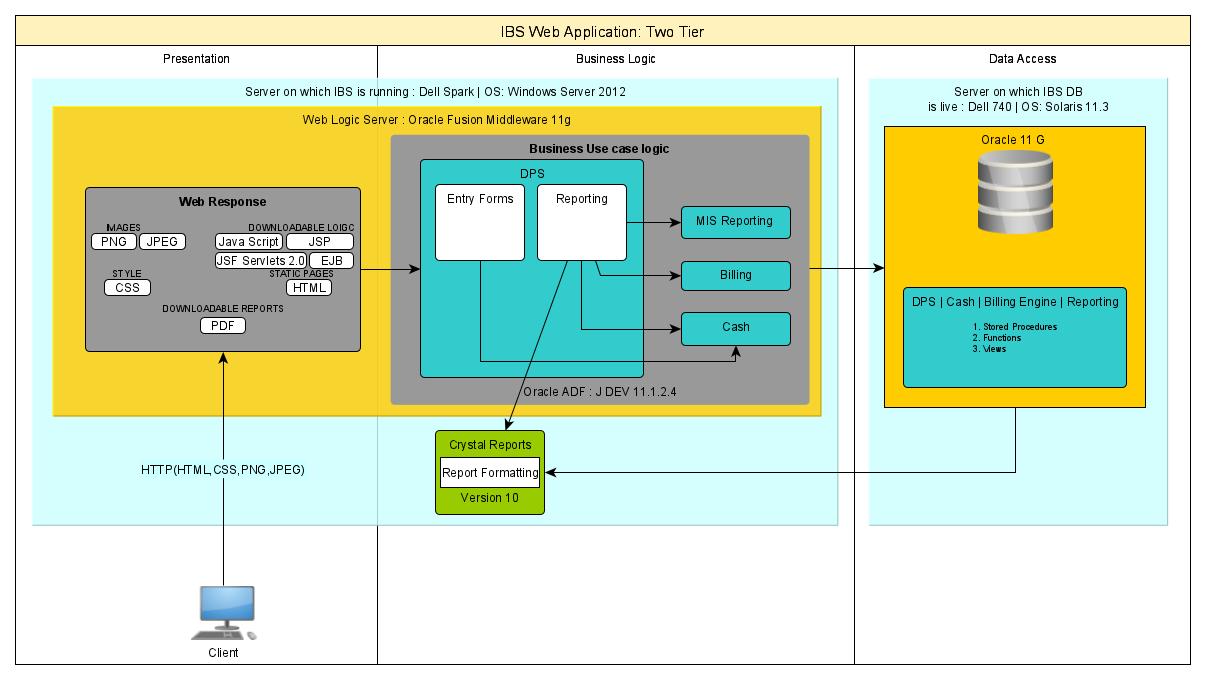 IBS Web Application: Two Tier
Presentation
Business Logic
Data Access
Server on which IBS is running : Dell Spark | OS: Windows Server 2012
Server on which IBS DB
is live : Dell 740 | OS: Solaris 11.3
Web Logic Server : Oracle Fusion Middleware 11g
Business Use case logic
Oracle 11 G
DPS
Web Response
Entry Forms
Reporting
MIS Reporting
IMAGES
DOWNLOADABLE LOIGC
PNG
JPEG
Java Script
JSP
JSF Servlets 2.0
EJB
STYLE
STATIC PAGES
CSS
HTML
DOWNLOADABLE REPORTS
PDF
Billing
Cash
DPS | Cash | Billing Engine | Reporting
1. Stored Procedures
2. Functions
3. Views
Oracle ADF : J DEV 11.1.2.4
Crystal Reports
Report Formatting
Version 10
HTTP(HTML,CSS,PNG,JPEG)
Client